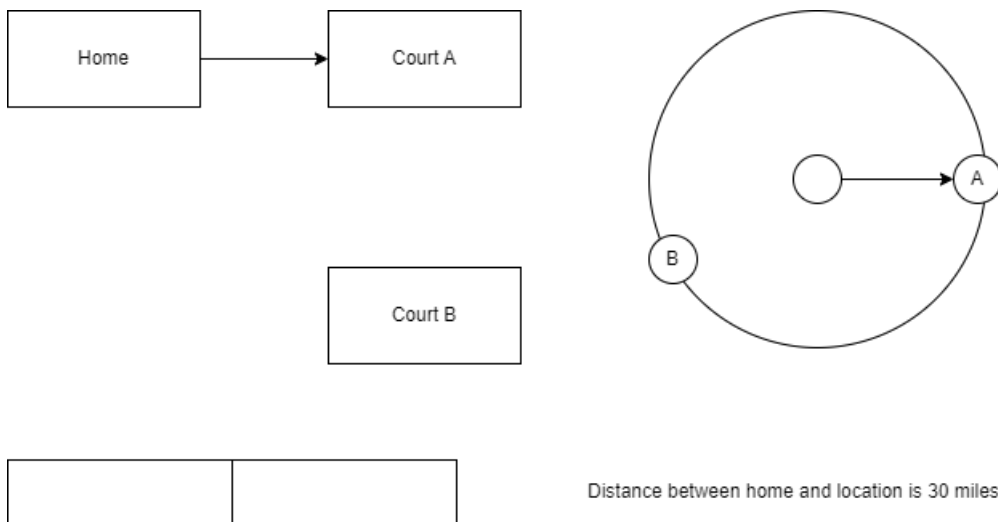 Home
Court A
A
B
Court B
Distance between home and location is 30 miles